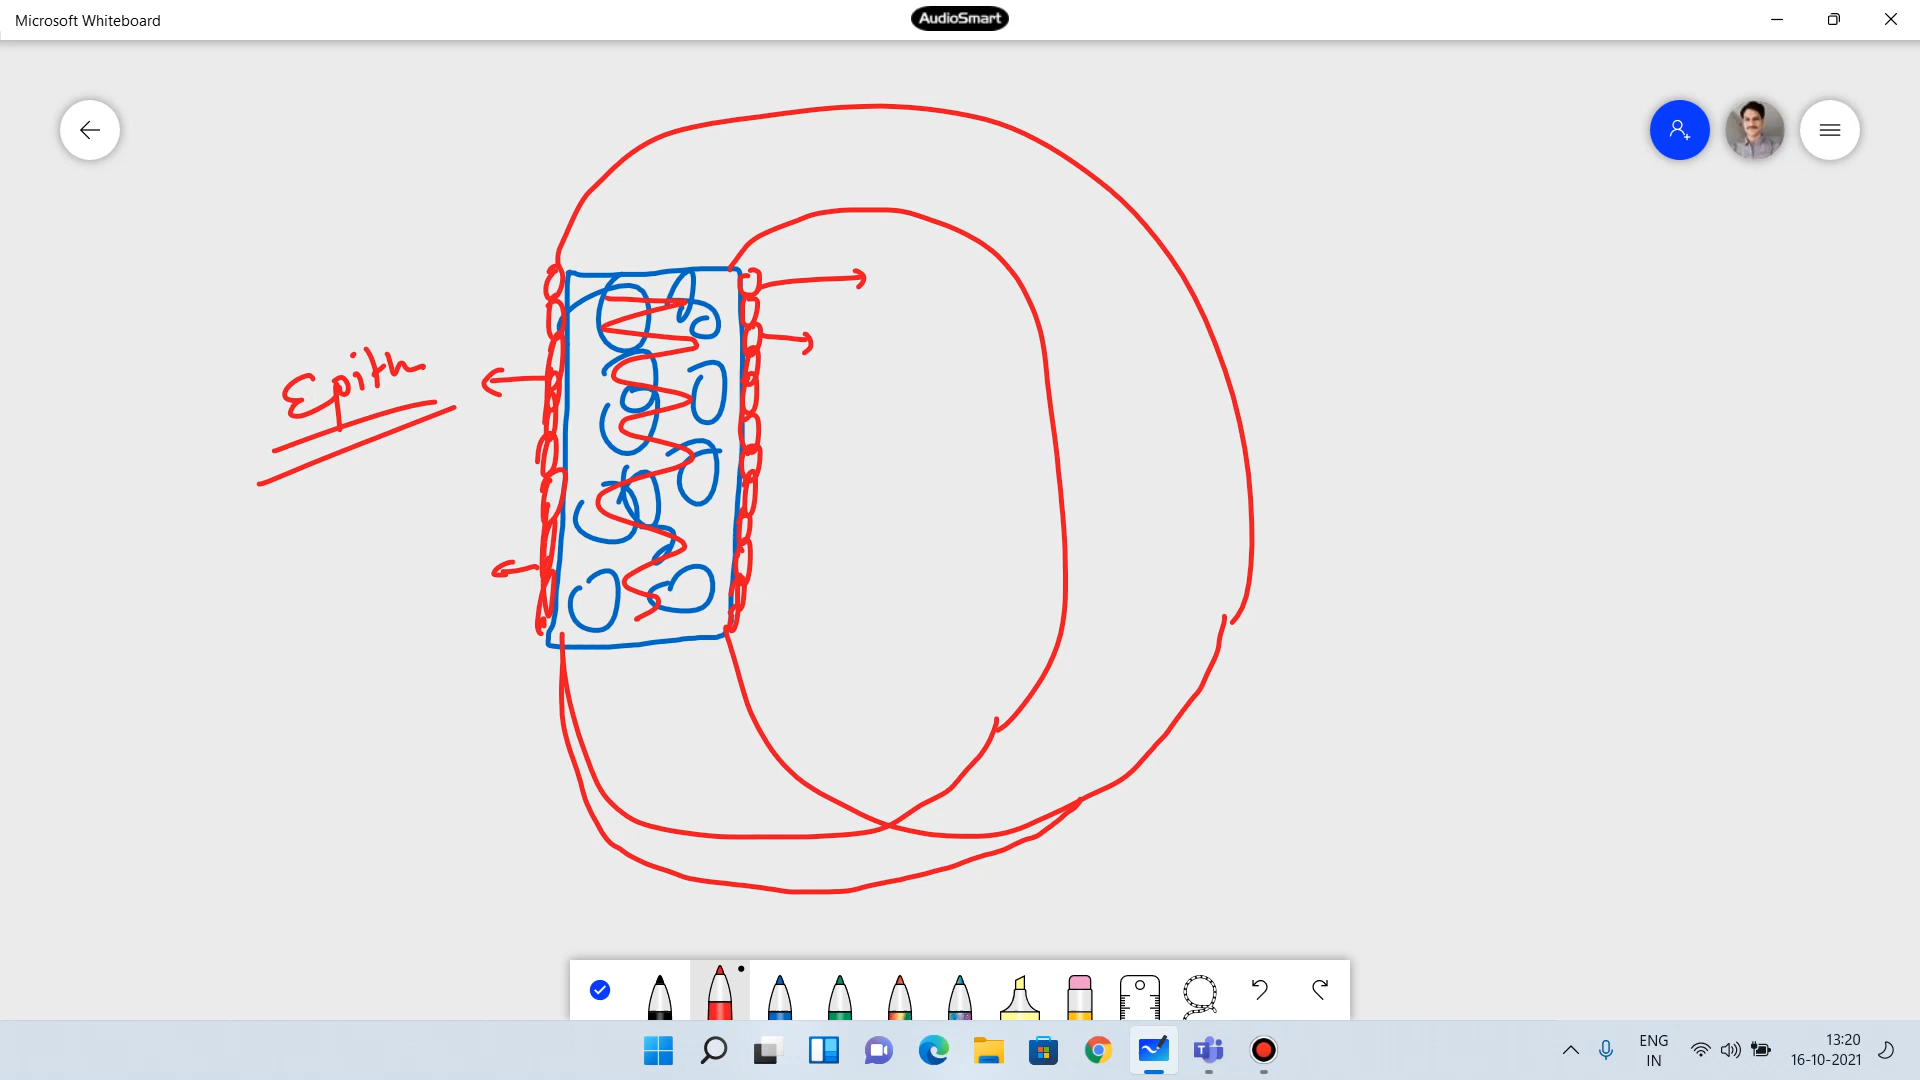 Microsoft Whiteboard
AudioSmart
Epith
ENG
IN
13:20
16-10-2021